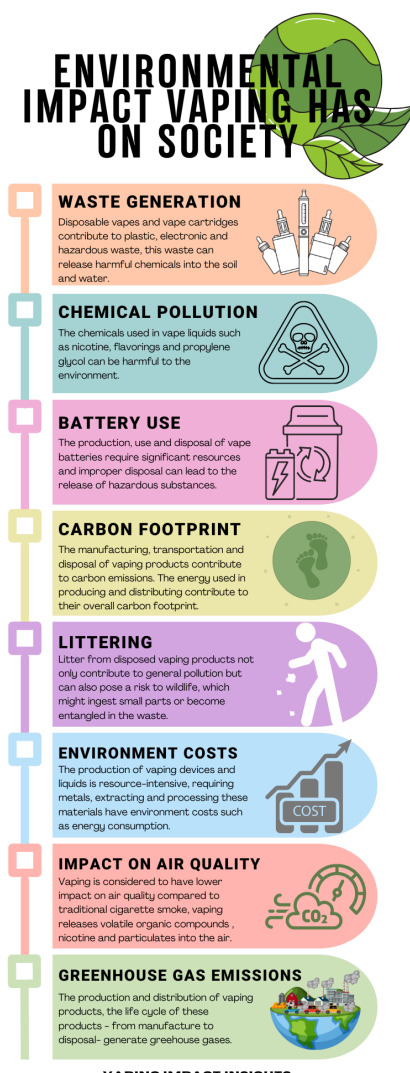 ENVIRONMENTAL
IMPACT VAPING HAS
ON SOCIETY
WASTE GENERATION
Disposable vapes and vape cartridges
contribute to plastic, electronic and
hazardous waste, this waste can
release harmful chemicals into the soil
and water.
CHEMICAL POLLUTION
The chemicals used in vape liquids such
as nicotine, flavorings and propylene
glycol can be harmful to the
environment.
BATTERY USE
The production, use and disposal of vape
batteries require significant resources
and improper disposal can lead to the
release of hazardous substances.
CARBON FOOTPRINT
The manufacturing, transportation and
disposal of vaping products contribute
to carbon emissions. The energy used in
producing and distributing contribute to
their overall carbon footprint.
LITTERING
Litter from disposed vaping products not
only contribute to general pollution but
can also pose a risk to wildlife, which
might ingest small parts or become
entangled in the waste.
ENVIRONMENT COSTS
The production of vaping devices and
liquids is resource-intensive, requiring
metals, extracting and processing these
materials have environment costs such
as energy consumption.
COST
IMPACT ON AIR QUALITY
Vaping is considered to have lower
impact on air quality compared to
traditional cigarette smoke, vaping
releases volatile organic compounds ,
nicotine and particulates into the air.
CO₂
GREENHOUSE GAS EMISSIONS
The production and distribution of vaping
products, the life cycle of these
products - from manufacture to
disposal- generate greehouse gases.
VAPING IMPACT INSIGHTS